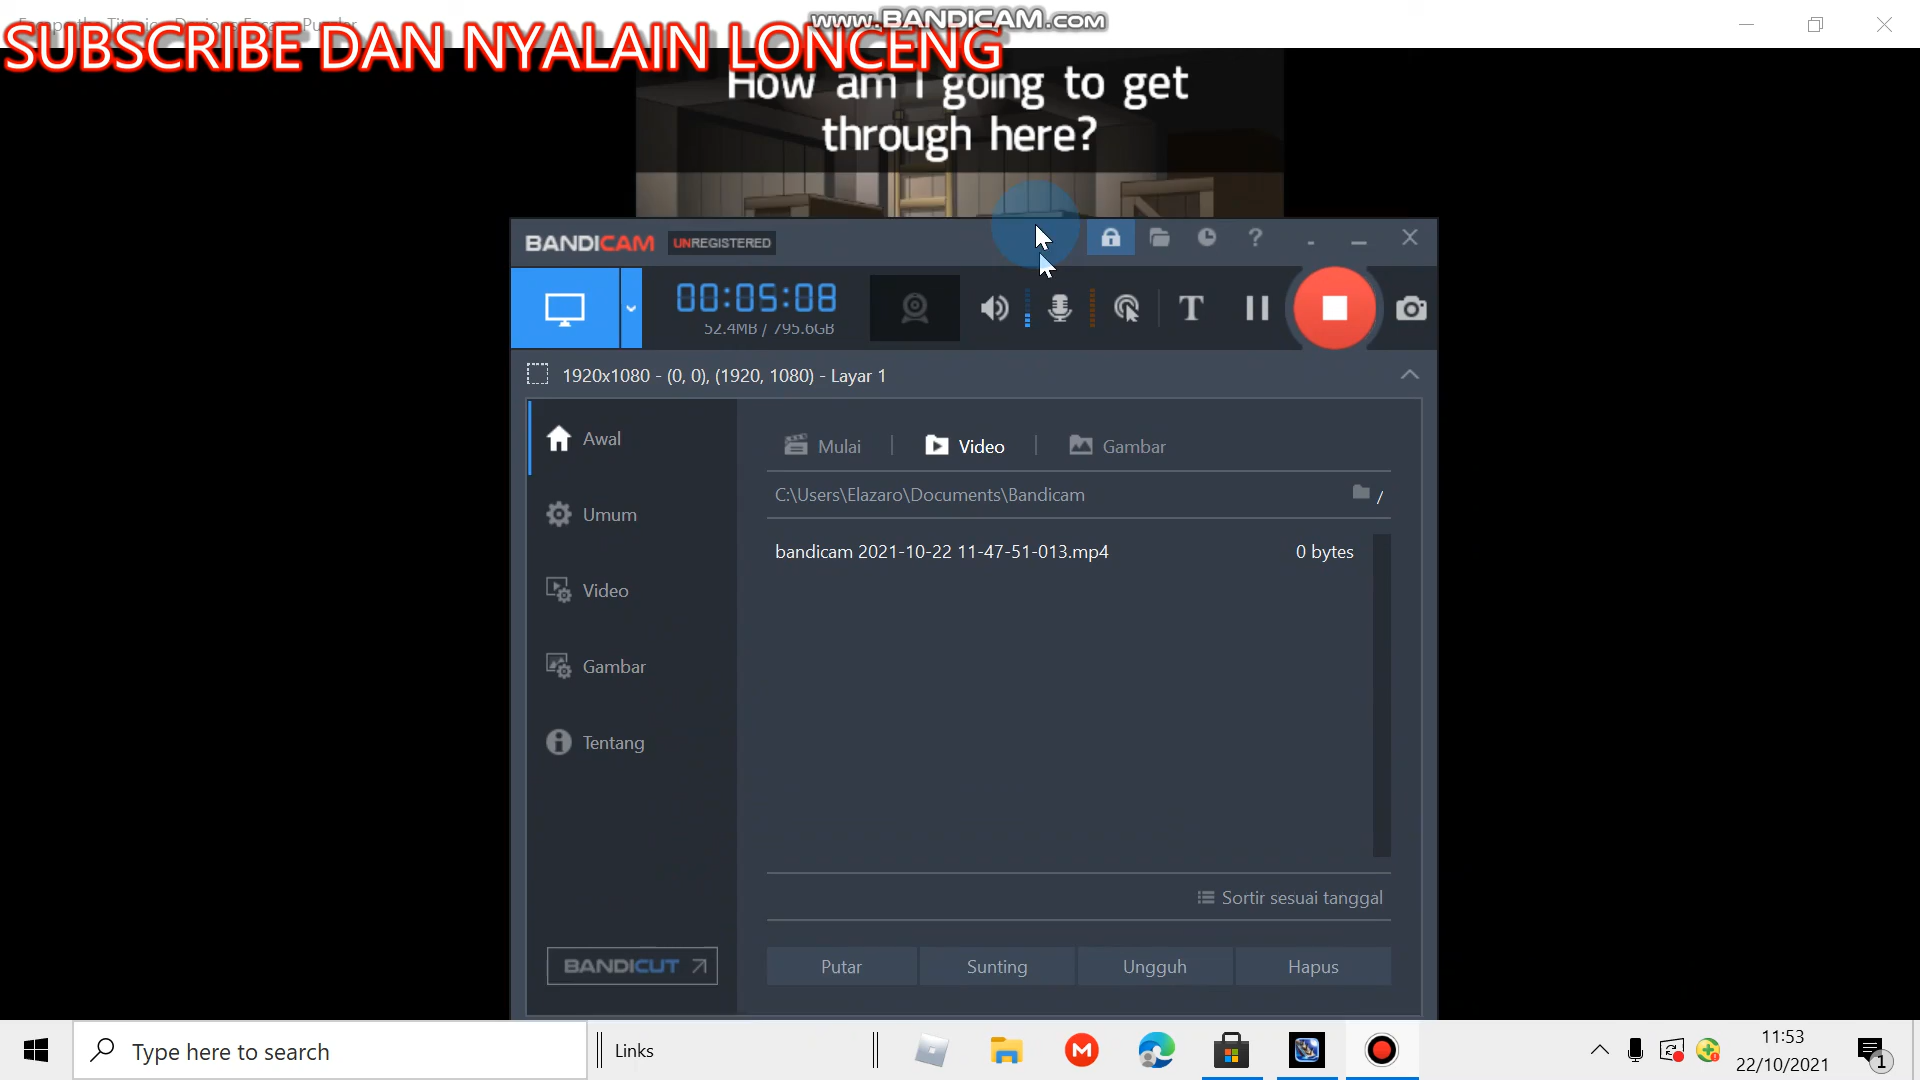 www.BANDICAM.com
SUBSCRIBE DAN NYALAIN LONCENG
How am I going to get
through here?
BANDICAM UNREGISTERED
?
00:05:08
52.4MB / 795.6GB
T
1920x1080 - (0, 0), (1920, 1080) - Layar 1
Awal
Mulai
Video
Gambar
C:\Users\Elazaro\Documents\Bandicam
/
Umum
bandicam 2021-10-22 11-47-51-013.mp4 0 bytes
Video
Gambar
Tentang
Sortir sesuai tanggal
BANDICUT
Putar
Sunting
Ungguh
Hapus
Type here to search
Links
11:53
22/10/2021
1